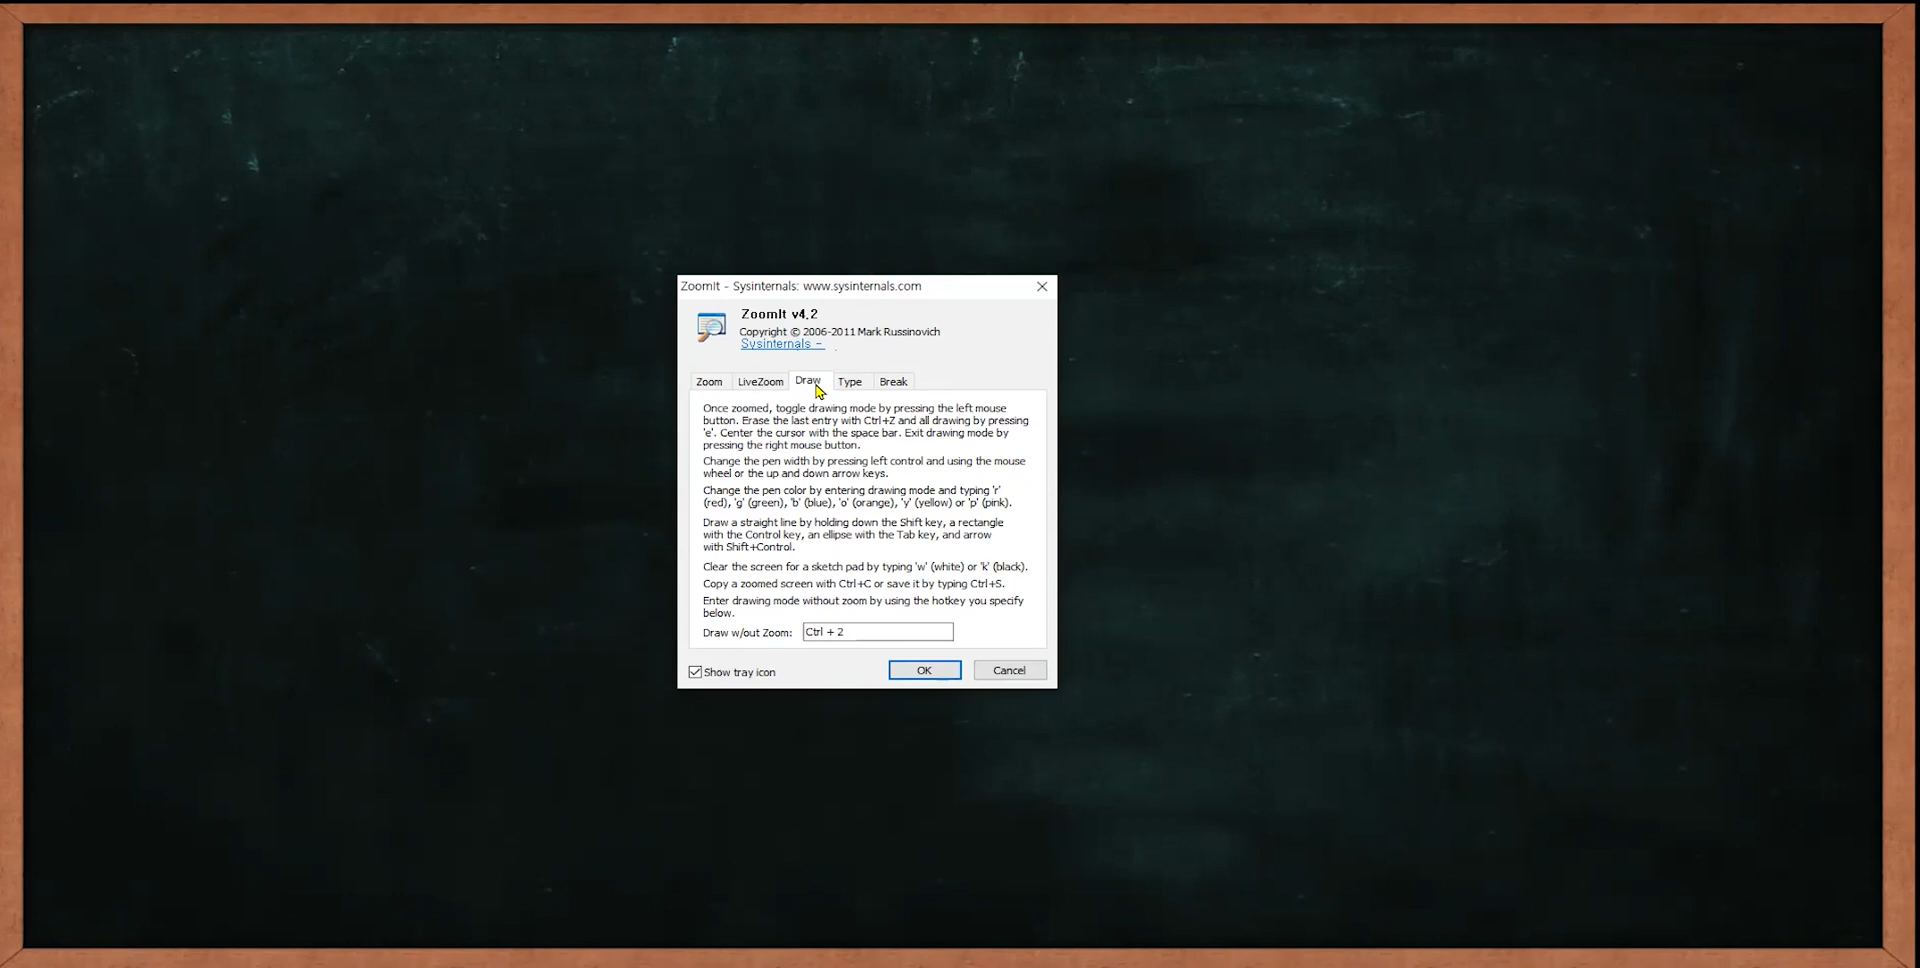 ZoomIt - Sysinternals: www.sysinternals.com
ZoomIt v4.2
Copyright © 2006-2011 Mark Russinovich
Sysinternals -
Zoom LiveZoom Draw Type Break
Once zoomed, toggle drawing mode by pressing the left mouse
button. Erase the last entry with Ctrl+Z and all drawing by pressing
'e'. Center the cursor with the space bar. Exit drawing mode by
pressing the right mouse button.
Change the pen width by pressing left control and using the mouse
wheel or the up and down arrow keys.
Change the pen color by entering drawing mode and typing 'r'
(red), 'g' (green), 'b' (blue), 'o' (orange), 'y' (yellow) or 'p' (pink).
Draw a straight line by holding down the Shift key, a rectangle
with the Control key, an ellipse with the Tab key, and arrow
with Shift+Control.
Clear the screen for a sketch pad by typing 'w' (white) or 'k' (black).
Copy a zoomed screen with Ctrl+C or save it by typing Ctrl+S.
Enter drawing mode without zoom by using the hotkey you specify
below.
Draw w/out Zoom: Ctrl + 2
Show tray icon OK Cancel